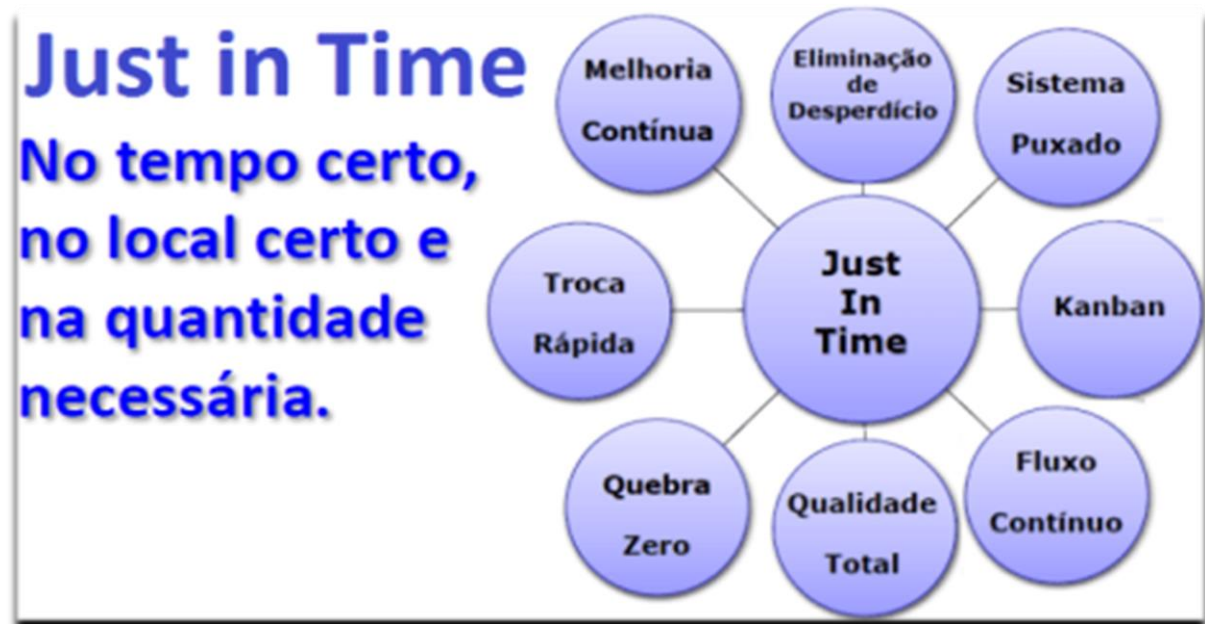 Just in Time
No tempo certo,
no local certo e
na quantidade
necessária.
Melhoria
Contínua
Eliminação
de
Desperdício
Sistema
Puxado
Troca
Rápida
Just
In
Time
Kanban
Quebra
Zero
Qualidade
Total
Fluxo
Contínuo